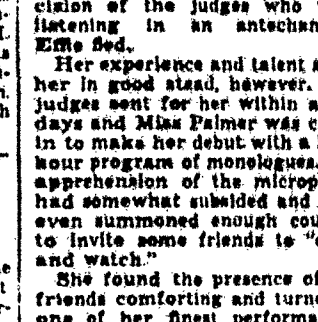 cision of the judges who
listening in an antechan
Effie fled.
Her experience and talent
her in good stead, however.
judges sent for her within a
days and Miss Palmer was c
in to make her debut with a
hour program of monologues.
apprehension of the microp
had somewhat subsided and
even summoned enough cou
to invite some friends to "
and watch."
She found the presence of
friends comforting and turne
one of her finest performa